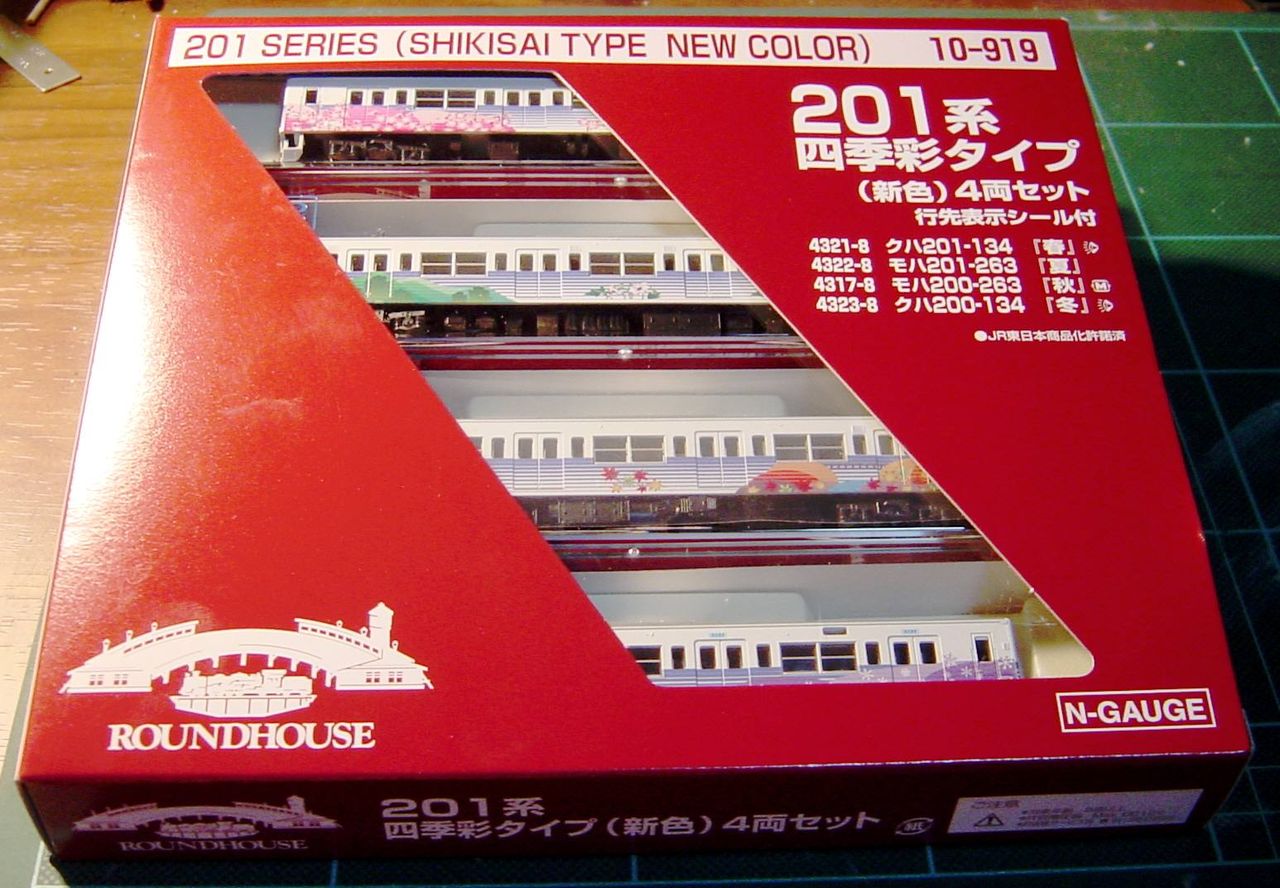 201 SERIES (SHIKISAI TYPE NEW COLOR) 10-919
201系
四季彩タイプ
(新色)4両セット
行先表示シール付
4321-8 クハ201-134 『春』
4322-8 モハ201-263 『夏』
4317-8 モハ200-263 『秋』 M
4323-8 クハ200-134 『冬』
●JR東日本商品化許諾済
ROUNDHOUSE
N-GAUGE
ROUNDHOUSE
201系
四季彩タイプ(新色)4両セット
紙
ご注意